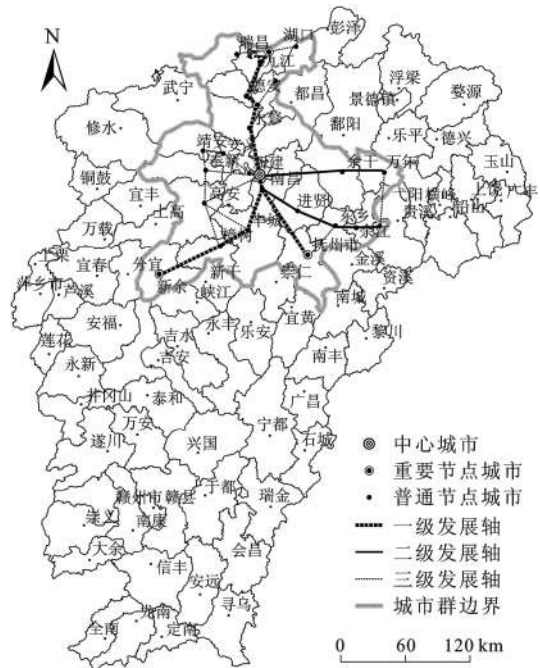 彭泽
湖口
瑞昌
九江
N
武宁
德安
都昌
浮梁
婺源
景德镇
修水
永修
鄱阳
乐平
德兴
玉山
靖安
安义
铜鼓
宜丰
奉新
新建
南昌
余干
万年
弋阳
横峰
上饶
广丰
高安
进贤
东乡
贵溪
铅山
万载
上高
丰城
余江
抚州市
上栗
宜春
分宜
樟树
金溪
萍乡市
芦溪
新余
新干
崇仁
资溪
峡江
南城
安福
永丰
乐安
宜黄
莲花
吉水
黎川
永新
吉安
南丰
井冈山
泰和
广昌
遂川
万安
兴国
宁都
石城
中心城市
重要节点城市
赣州市
赣县
于都
瑞金
普通节点城市
崇义
南康
一级发展轴
大余
会昌
二级发展轴
信丰
三级发展轴
安远
寻乌
城市群边界
龙南
全南
定南
0 60 120 km